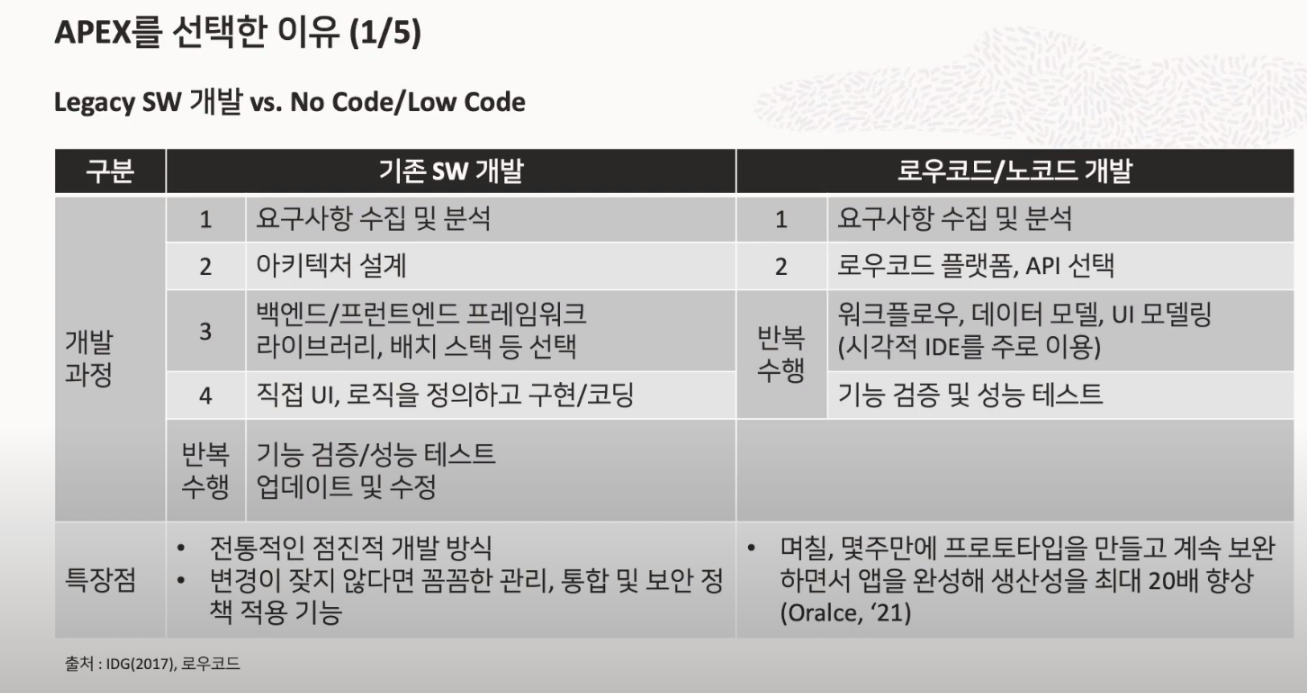 APEX를 선택한 이유 (1/5)
Legacy SW 개발 vs. No Code/Low Code
구분
기존 SW 개발
로우코드/노코드 개발
개발
과정
1
요구사항 수집 및 분석
1
요구사항 수집 및 분석
2
아키텍처 설계
2
로우코드 플랫폼, API 선택
3
백엔드/프런트엔드 프레임워크
라이브러리, 배치 스택 등 선택
반복
수행
워크플로우, 데이터 모델, UI 모델링
(시각적 IDE를 주로 이용)
4
직접 UI, 로직을 정의하고 구현/코딩
기능 검증 및 성능 테스트
반복
수행
기능 검증/성능 테스트
업데이트 및 수정
특장점
• 전통적인 점진적 개발 방식
• 변경이 잦지 않다면 꼼꼼한 관리, 통합 및 보안 정
책 적용 기능
• 며칠, 몇주만에 프로토타입을 만들고 계속 보완
하면서 앱을 완성해 생산성을 최대 20배 향상
(Oralce, ‘21)
출처 : IDG(2017), 로우코드